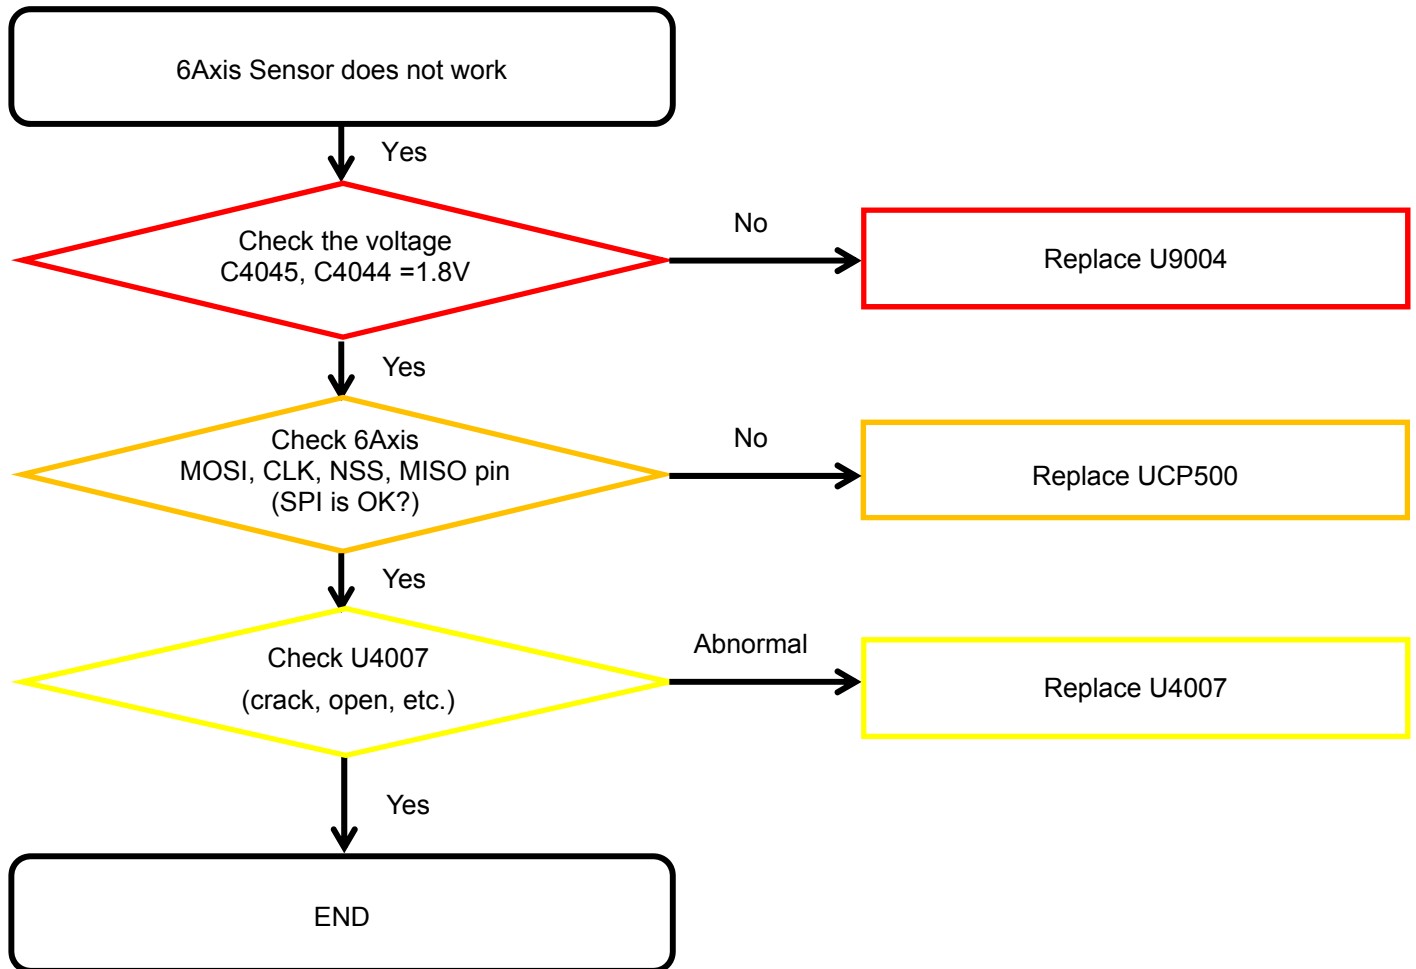 6Axis Sensor does not work
Yes
Check the voltage
C4045, C4044 =1.8V
No
Replace U9004
Yes
Check 6Axis
MOSI, CLK, NSS, MISO pin
(SPI is OK?)
No
Replace UCP500
Yes
Check U4007
(crack, open, etc.)
Abnormal
Replace U4007
Yes
END